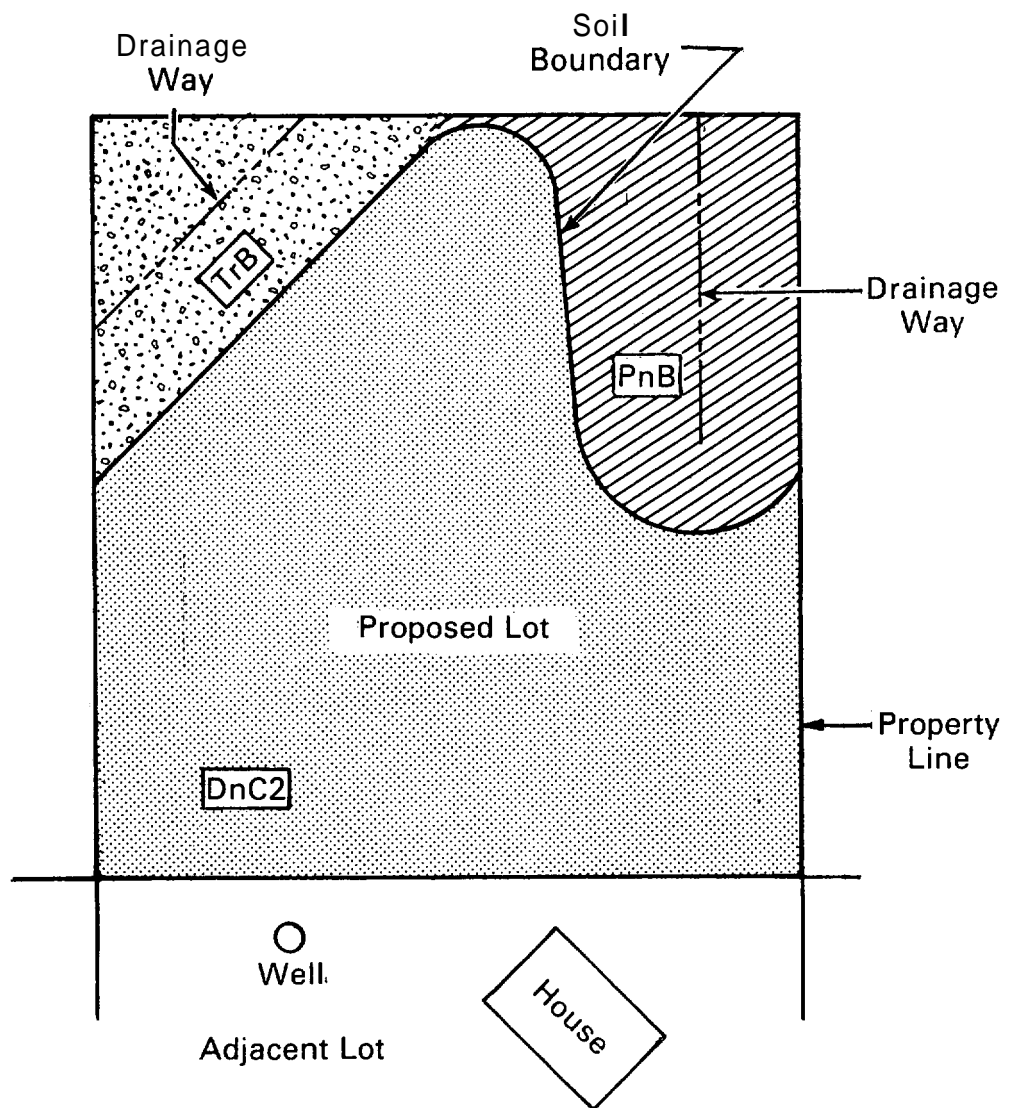 Soil
Boundary
Drainage
Way
TrB
Drainage
Way
PnB
Proposed Lot
Property
Line
DnC2
Well
House
Adjacent Lot